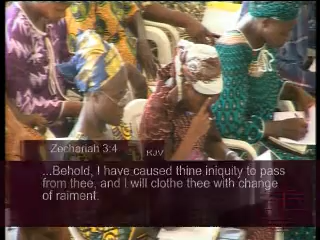 Zechariah 3:4
KJV
...Behold, I have caused thine iniquity to pass
from thee, and I will clothe thee with change
of raiment.